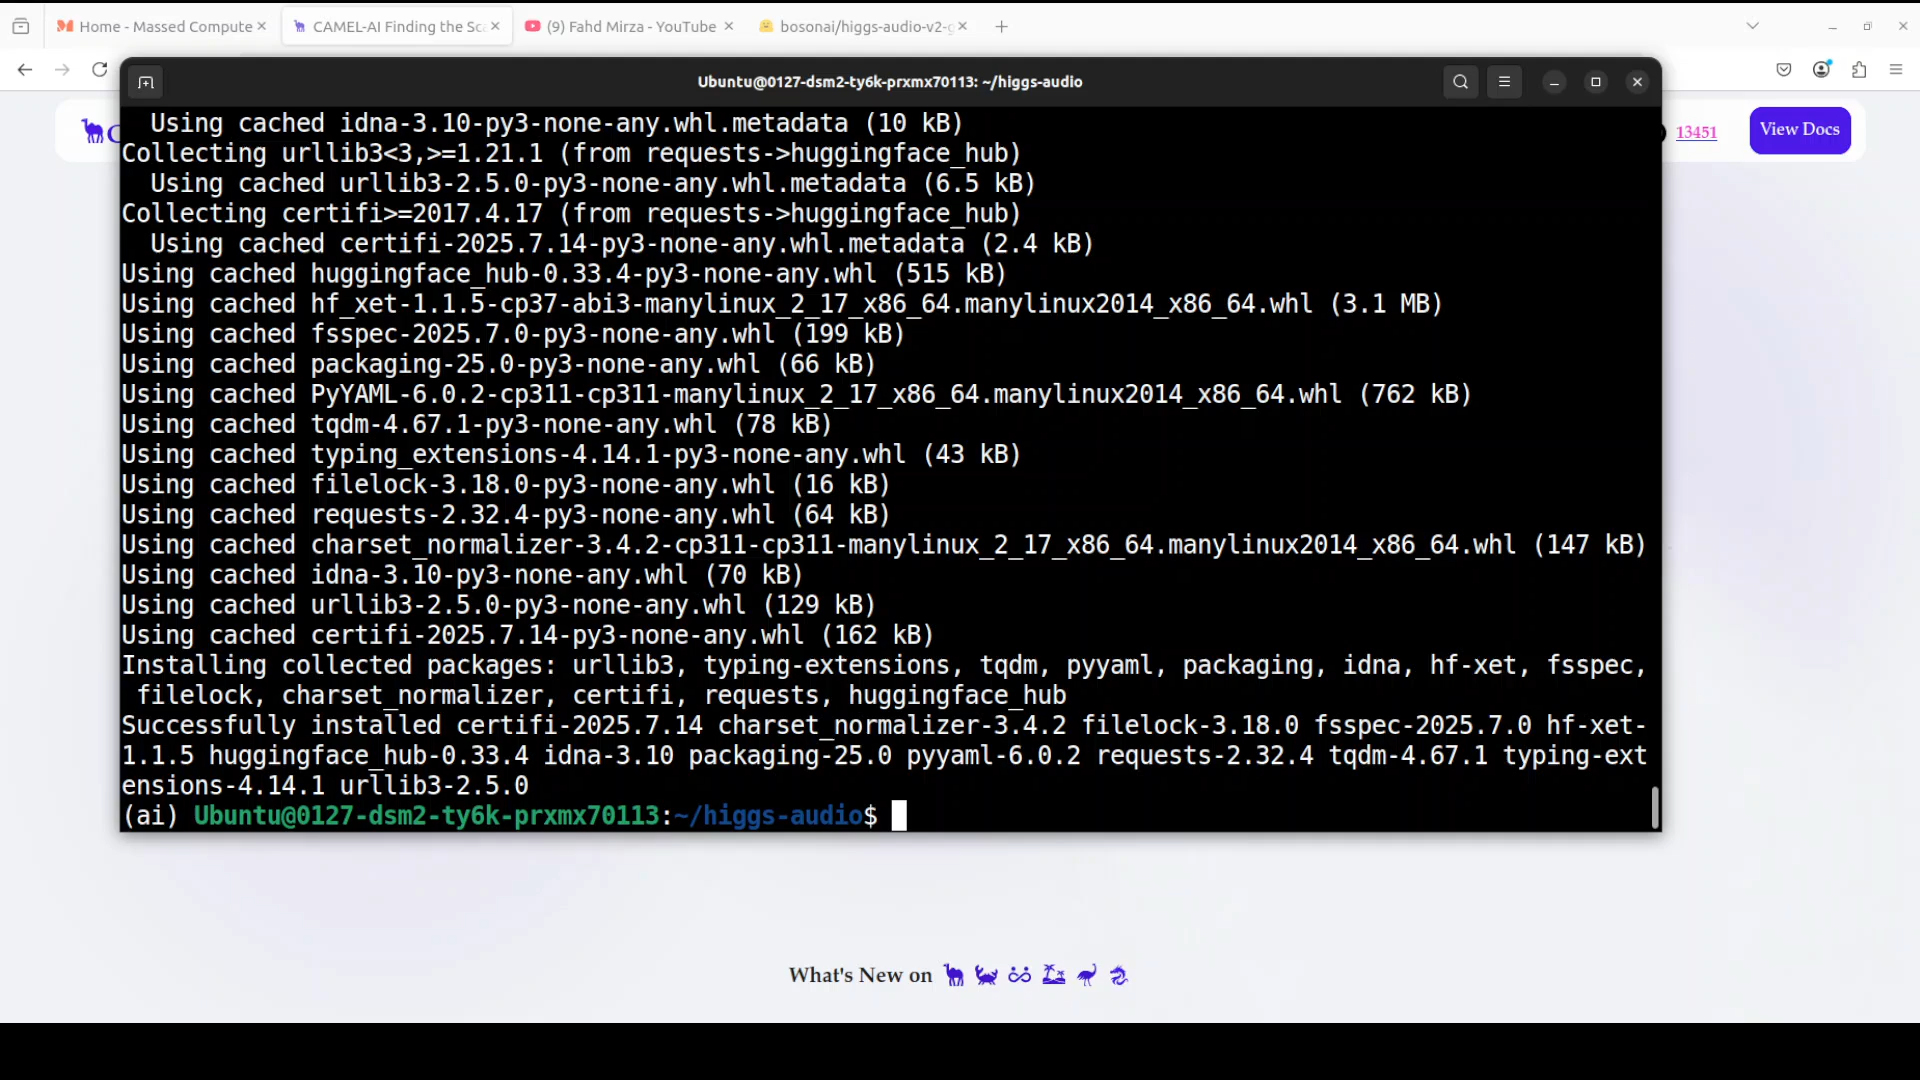 Home - Massed Compute
CAMEL-AI Finding the Sc
(9) Fahd Mirza - YouTube
bosonai/higgs-audio-v2-g
Ubuntu@0127-dsm2-ty6k-prxmx70113: ~/higgs-audio
13451
View Docs
Using cached idna-3.10-py3-none-any.whl.metadata (10 kB)
Collecting urllib3<3,>=1.21.1 (from requests->huggingface_hub)
Using cached urllib3-2.5.0-py3-none-any.whl.metadata (6.5 kB)
Collecting certifi>=2017.4.17 (from requests->huggingface_hub)
Using cached certifi-2025.7.14-py3-none-any.whl.metadata (2.4 kB)
Using cached huggingface_hub-0.33.4-py3-none-any.whl (515 kB)
Using cached hf_xet-1.1.5-cp37-abi3-manylinux_2_17_x86_64.manylinux2014_x86_64.whl (3.1 MB)
Using cached fsspec-2025.7.0-py3-none-any.whl (199 kB)
Using cached packaging-25.0-py3-none-any.whl (66 kB)
Using cached PyYAML-6.0.2-cp311-cp311-manylinux_2_17_x86_64.manylinux2014_x86_64.whl (762 kB)
Using cached tqdm-4.67.1-py3-none-any.whl (78 kB)
Using cached typing_extensions-4.14.1-py3-none-any.whl (43 kB)
Using cached filelock-3.18.0-py3-none-any.whl (16 kB)
Using cached requests-2.32.4-py3-none-any.whl (64 kB)
Using cached charset_normalizer-3.4.2-cp311-cp311-manylinux_2_17_x86_64.manylinux2014_x86_64.whl (147 kB)
Using cached idna-3.10-py3-none-any.whl (70 kB)
Using cached urllib3-2.5.0-py3-none-any.whl (129 kB)
Using cached certifi-2025.7.14-py3-none-any.whl (162 kB)
Installing collected packages: urllib3, typing-extensions, tqdm, pyyaml, packaging, idna, hf-xet, fsspec,
filelock, charset_normalizer, certifi, requests, huggingface_hub
Successfully installed certifi-2025.7.14 charset_normalizer-3.4.2 filelock-3.18.0 fsspec-2025.7.0 hf-xet-
1.1.5 huggingface_hub-0.33.4 idna-3.10 packaging-25.0 pyyaml-6.0.2 requests-2.32.4 tqdm-4.67.1 typing-ext
ensions-4.14.1 urllib3-2.5.0
(ai) Ubuntu@0127-dsm2-ty6k-prxmx70113:~/higgs-audio$
What's New on